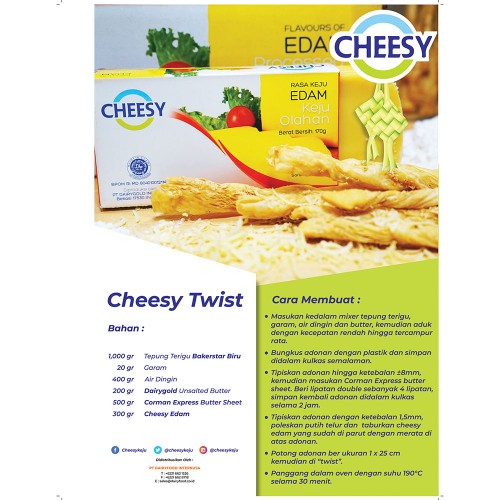 FLAVOURS OF
EDAM
CHEESY
CHEESY
RASA KEJU
EDAM
Keju
Olahan
Berat Bersih 170g
CHEESY
Cheesy Twist
Bahan :
1,000 gr Tepung Terigu Bakerstar Biru
20 gr Garam
400 gr Air Dingin
200 gr Dairygold Unsalted Butter
500 gr Corman Express Butter Sheet
300 gr Cheesy Edam
Cheesykeju @cheesykeju @cheesykeju
Didistribusikan Oleh :
PT DAIRYFOOD INTERNUSA
Cara Membuat :
• Masukan kedalam mixer tepung terigu,
garam, air dingin dan butter, kemudian aduk
dengan kecepatan rendah hingga tercampur
rata.
• Bungkus adonan dengan plastik dan simpan
didalam kulkas semalaman.
• Tipiskan adonan hingga ketebalan ±8mm,
kemudian masukan Corman Express butter
sheet. Beri lipatan double sebanyak 4 lipatan,
simpan kembali adonan didalam kulkas
selama 2 jam.
• Tipiskan adonan dengan ketebalan 1,5mm,
poleskan putih telur dan taburkan cheesy
edam yang sudah di parut dengan merata di
atas adonan.
• Potong adonan ber ukuran 1 x 25 cm
kemudian di "twist".
• Panggang dalam oven dengan suhu 190°C
selama 30 menit.